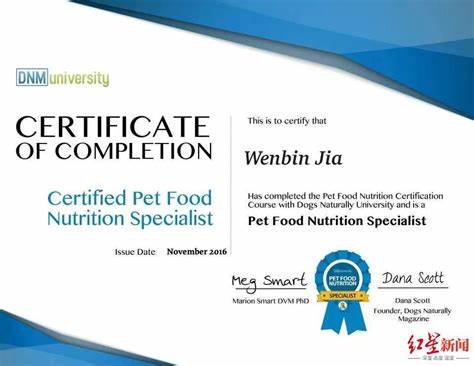 DNMuniversity
CERTIFICATE
OF COMPLETION
Certified Pet Food
Nutrition Specialist
Issue Date: November 2016
This is to certify that
Wenbin Jia
Has completed the Pet Food Nutrition Certification
Course with Dogs Naturally University and is a
Pet Food Nutrition Specialist
Meg Smart
Marion Smart DVM PhD
PET FOOD
NUTRITION
SPECIALIST
Dana Scott
Dana Scott
Founder, Dogs Naturally
Magazine
红星新闻